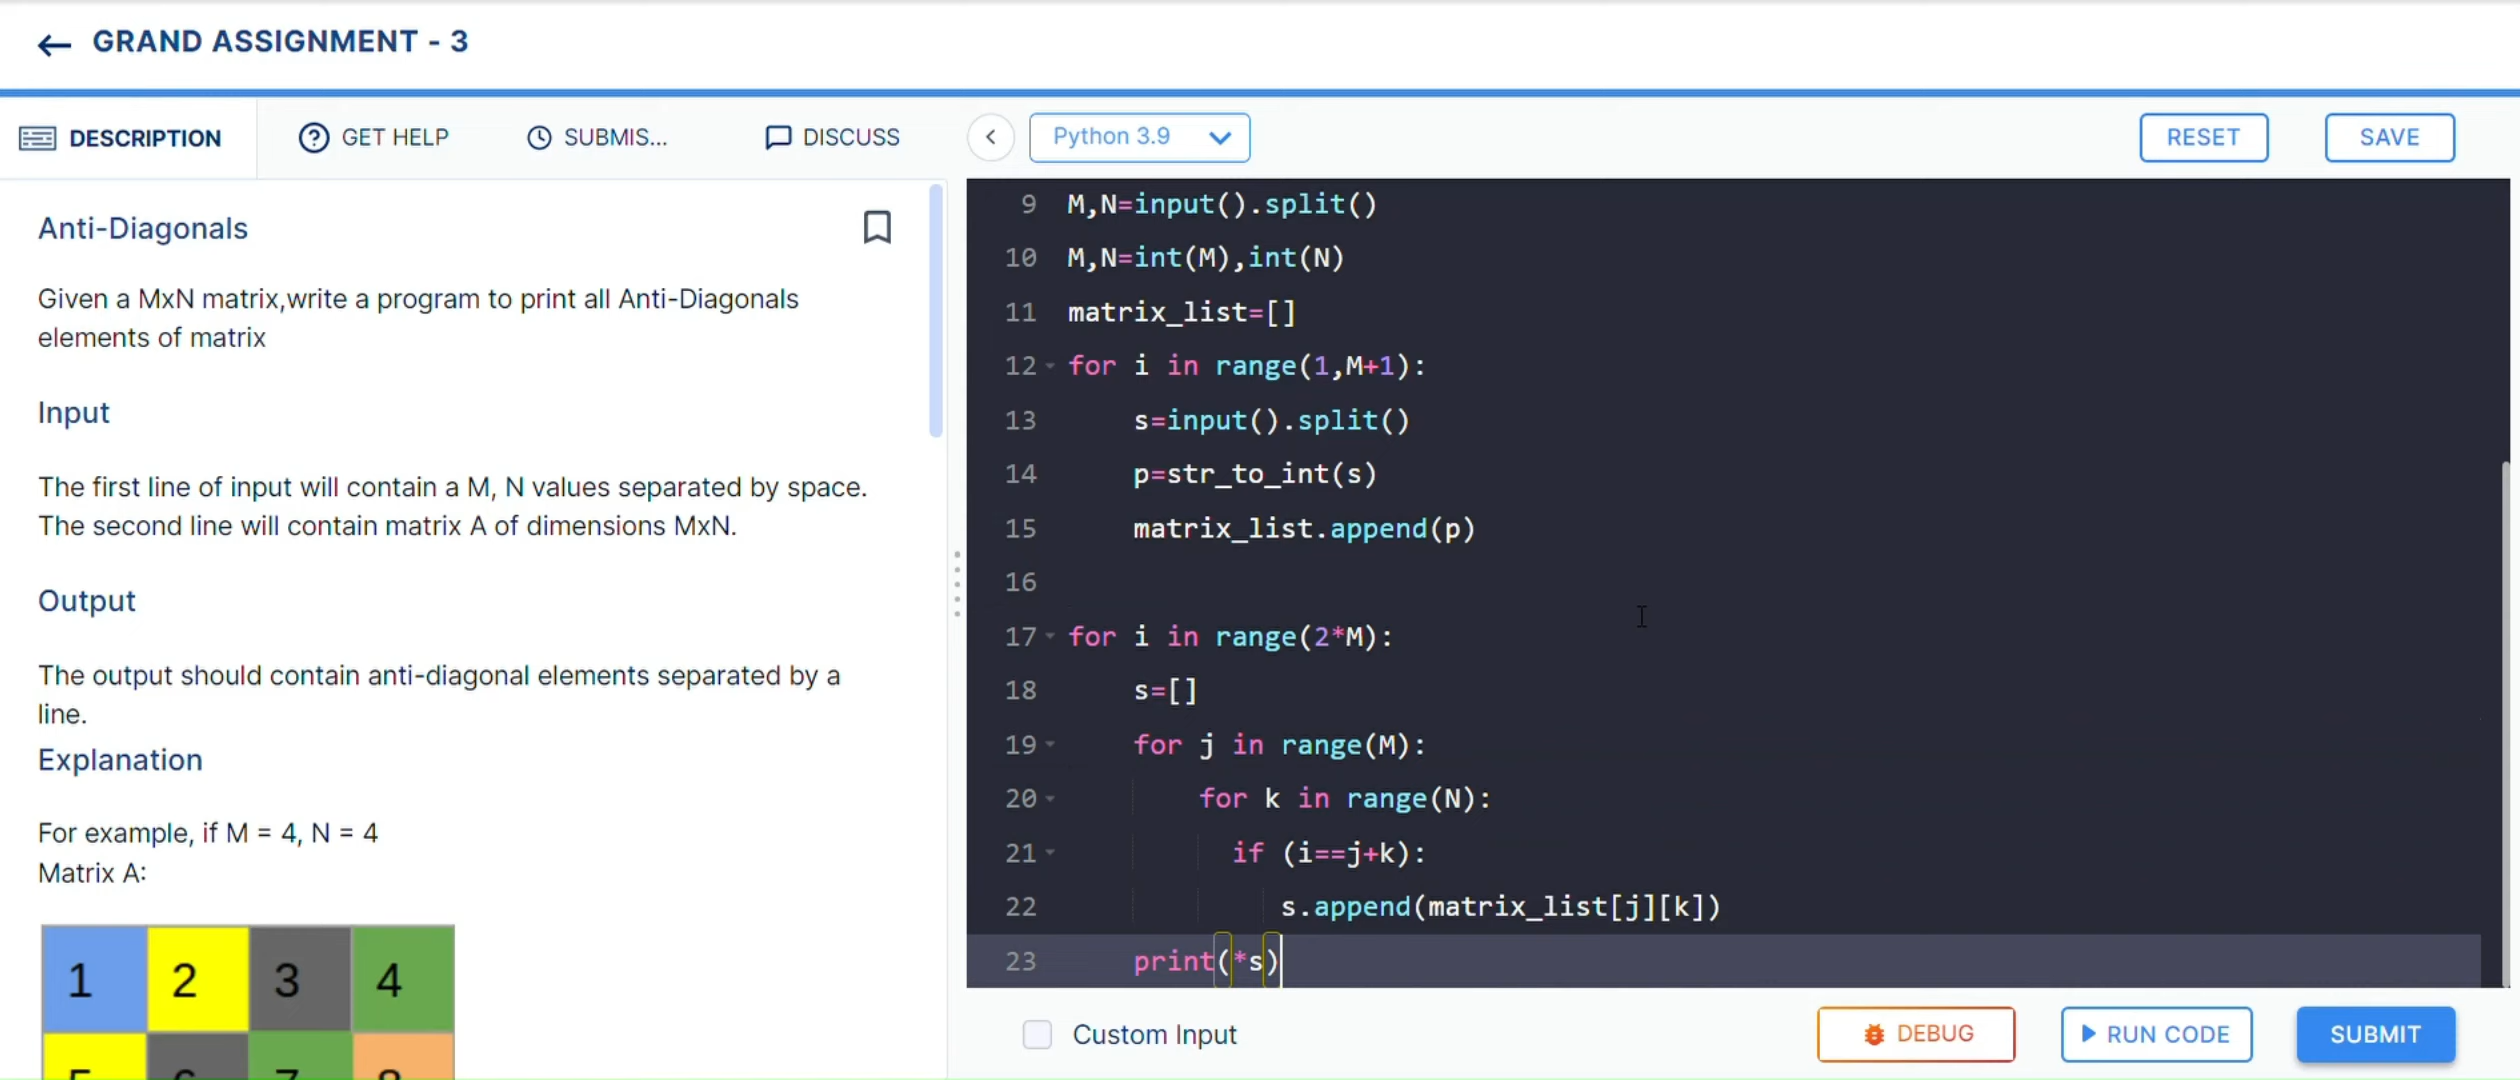 GRAND ASSIGNMENT - 3
DESCRIPTION
GET HELP
SUBMIS...
DISCUSS
Python 3.9
RESET
SAVE
Anti-Diagonals
Given a MxN matrix,write a program to print all Anti-Diagonals
elements of matrix
Input
The first line of input will contain a M, N values separated by space.
The second line will contain matrix A of dimensions MxN.
Output
The output should contain anti-diagonal elements separated by a
line.
Explanation
For example, if M = 4, N = 4
Matrix A:
1 2 3 4
5 6 7 8
9 M,N=input().split()
10 M,N=int(M),int(N)
11 matrix_list=[]
12 for i in range(1,M+1):
13     s=input().split()
14     p=str_to_int(s)
15     matrix_list.append(p)
16
17 for i in range(2*M):
18     s=[]
19     for j in range(M):
20         for k in range(N):
21           if (i==j+k):
22              s.append(matrix_list[j][k])
23     print(*s)
Custom Input
DEBUG
RUN CODE
SUBMIT